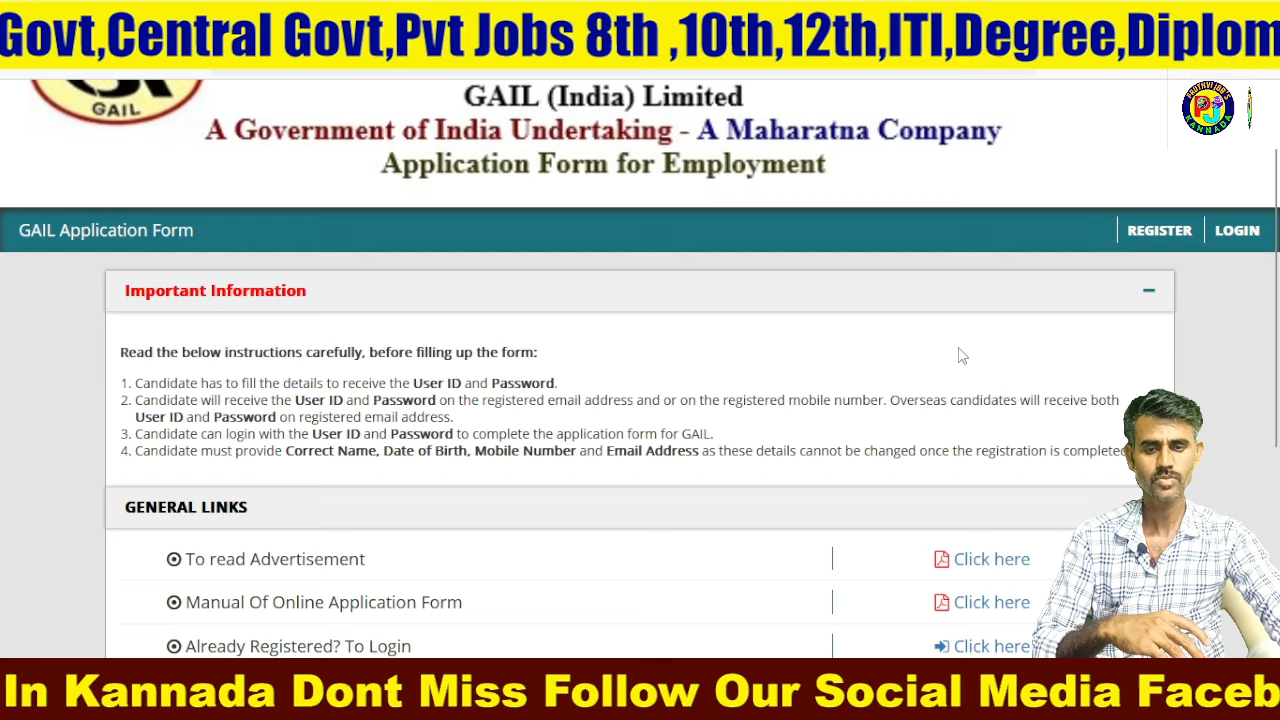 Govt,Central Govt,Pvt Jobs 8th ,10th,12th,ITI,Degree,Diplom
GAIL
GAIL (India) Limited
A Government of India Undertaking - A Maharatna Company
Application Form for Employment
PRUTHVI JOB'S
PJ
KANNADA
GAIL Application Form
REGISTER
LOGIN
Important Information
Read the below instructions carefully, before filling up the form:
1. Candidate has to fill the details to receive the User ID and Password.
2. Candidate will receive the User ID and Password on the registered email address and or on the registered mobile number. Overseas candidates will receive both
User ID and Password on registered email address.
3. Candidate can login with the User ID and Password to complete the application form for GAIL.
4. Candidate must provide Correct Name, Date of Birth, Mobile Number and Email Address as these details cannot be changed once the registration is completed
GENERAL LINKS
To read Advertisement Click here
Manual Of Online Application Form Click here
Already Registered? To Login Click here
In Kannada Dont Miss Follow Our Social Media Faceb